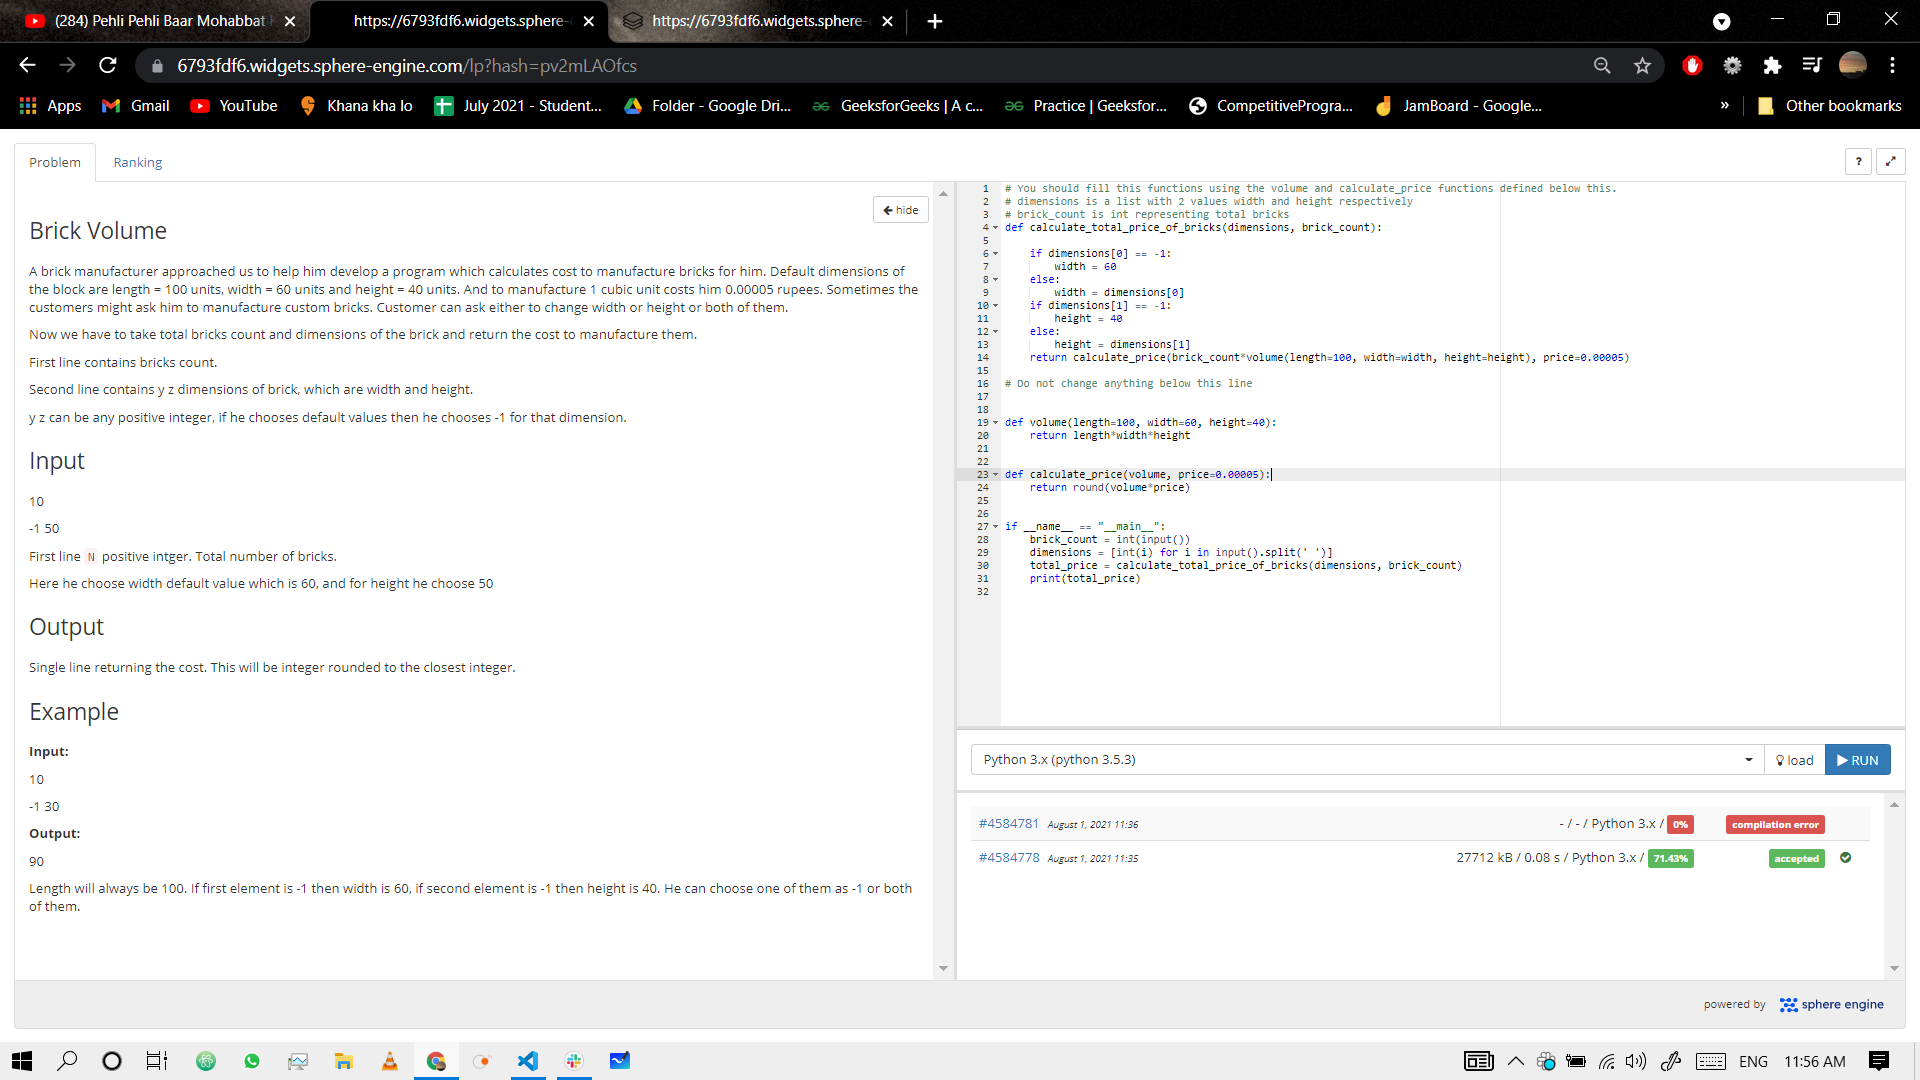 (284) Pehli Pehli Baar Mohabbat
https://6793fdf6.widgets.sphere-
https://6793fdf6.widgets.sphere-
6793fdf6.widgets.sphere-engine.com/lp?hash=pv2mLAOfcs
Apps Gmail YouTube Khana kha lo July 2021 - Student... Folder - Google Dri... GeeksforGeeks | A c... Practice | Geeksfor... CompetitiveProgra... JamBoard - Google... » Other bookmarks
Problem Ranking
?
hide
Brick Volume
A brick manufacturer approached us to help him develop a program which calculates cost to manufacture bricks for him. Default dimensions of
the block are length = 100 units, width = 60 units and height = 40 units. And to manufacture 1 cubic unit costs him 0.00005 rupees. Sometimes the
customers might ask him to manufacture custom bricks. Customer can ask either to change width or height or both of them.
Now we have to take total bricks count and dimensions of the brick and return the cost to manufacture them.
First line contains bricks count.
Second line contains y z dimensions of brick, which are width and height.
y z can be any positive integer, if he chooses default values then he chooses -1 for that dimension.
Input
10
-1 50
First line N positive intger. Total number of bricks.
Here he choose width default value which is 60, and for height he choose 50
Output
Single line returning the cost. This will be integer rounded to the closest integer.
Example
Input:
10
-1 30
Output:
90
Length will always be 100. If first element is -1 then width is 60, if second element is -1 then height is 40. He can choose one of them as -1 or both
of them.
1 # You should fill this functions using the volume and calculate_price functions defined below this.
2 # dimensions is a list with 2 values width and height respectively
3 # brick_count is int representing total bricks
4 def calculate_total_price_of_bricks(dimensions, brick_count):
5
6 if dimensions[0] == -1:
7 width = 60
8 else:
9 width = dimensions[0]
10 if dimensions[1] == -1:
11 height = 40
12 else:
13 height = dimensions[1]
14 return calculate_price(brick_count*volume(length=100, width=width, height=height), price=0.00005)
15
16 # Do not change anything below this line
17
18
19 def volume(length=100, width=60, height=40):
20 return length*width*height
21
22
23 def calculate_price(volume, price=0.00005):
24 return round(volume*price)
25
26
27 if __name__ == "__main__":
28 brick_count = int(input())
29 dimensions = [int(i) for i in input().split(' ')]
30 total_price = calculate_total_price_of_bricks(dimensions, brick_count)
31 print(total_price)
32
Python 3.x (python 3.5.3) load RUN
#4584781 August 1, 2021 11:36 - / - / Python 3.x / 0% compilation error
#4584778 August 1, 2021 11:35 27712 kB / 0.08 s / Python 3.x / 71.43% accepted
powered by sphere engine
ENG 11:56 AM